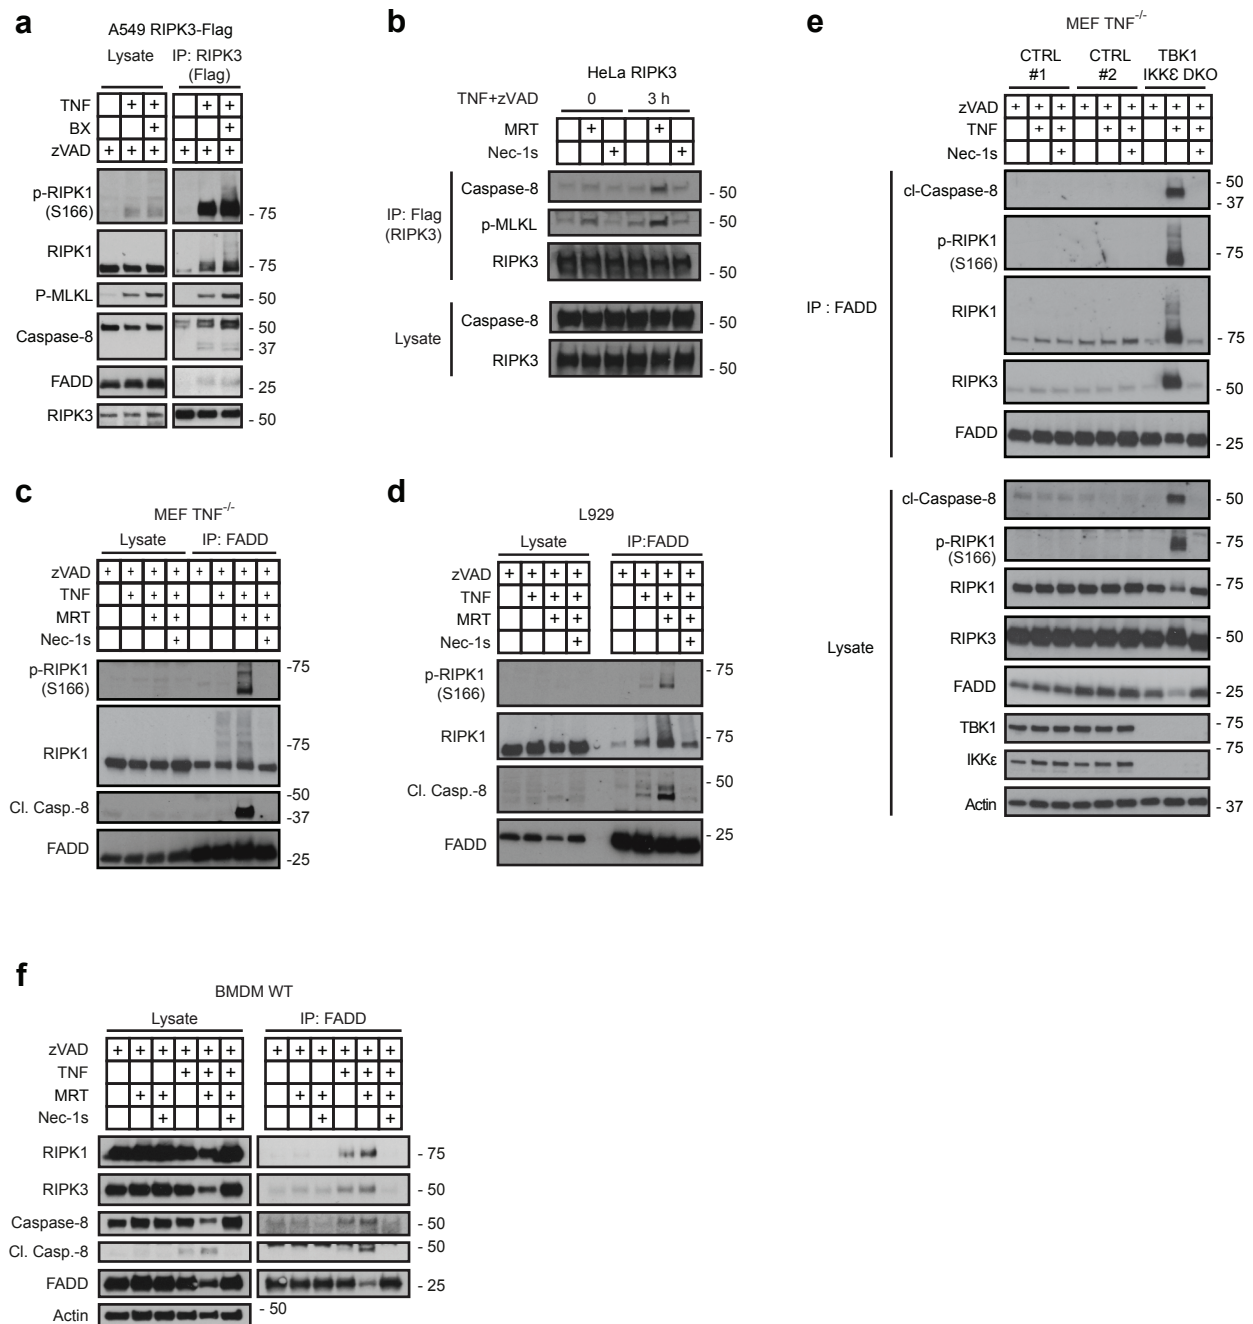 a
A549 RIPK3-Flag
Lysate IP: RIPK3
(Flag)
TNF + + + +
BX + +
zVAD + + + + + +
p-RIPK1
(S166) - 75
RIPK1 - 75
P-MLKL - 50
Caspase-8 - 50
- 37
FADD - 25
RIPK3 - 50
b
HeLa RIPK3
TNF+zVAD 0 3 h
MRT + +
Nec-1s + +
IP: Flag
(RIPK3)
Caspase-8 - 50
p-MLKL - 50
RIPK3 - 50
Lysate
Caspase-8 - 50
RIPK3 - 50
c
MEF TNF-/-
Lysate IP: FADD
zVAD + + + + + + + +
TNF + + + + + +
MRT + + + +
Nec-1s + +
p-RIPK1
(S166) -75
RIPK1 -75
Cl. Casp.-8 -50
-37
FADD -25
d
L929
Lysate IP:FADD
zVAD + + + + + + + +
TNF + + + + + +
MRT + + + +
Nec-1s + +
p-RIPK1
(S166) - 75
RIPK1 - 75
Cl. Casp.-8 - 50
FADD - 25
e
MEF TNF-/-
CTRL CTRL TBK1
#1 #2 IKKƐ DKO
zVAD + + + + + + + + +
TNF + + + + + +
Nec-1s + + +
IP : FADD
cl-Caspase-8 - 50
- 37
p-RIPK1
(S166) - 75
RIPK1 - 75
RIPK3 - 50
FADD - 25
Lysate
cl-Caspase-8 - 50
p-RIPK1
(S166) - 75
RIPK1 - 75
RIPK3 - 50
FADD - 25
TBK1 - 75
IKKε - 75
Actin - 37
f
BMDM WT
Lysate IP: FADD
zVAD + + + + + + + + + + + +
TNF + + + + + +
MRT + + + + + + + +
Nec-1s + + + +
RIPK1 - 75
RIPK3 - 50
Caspase-8 - 50
Cl. Casp.-8 - 50
FADD - 25
Actin - 50